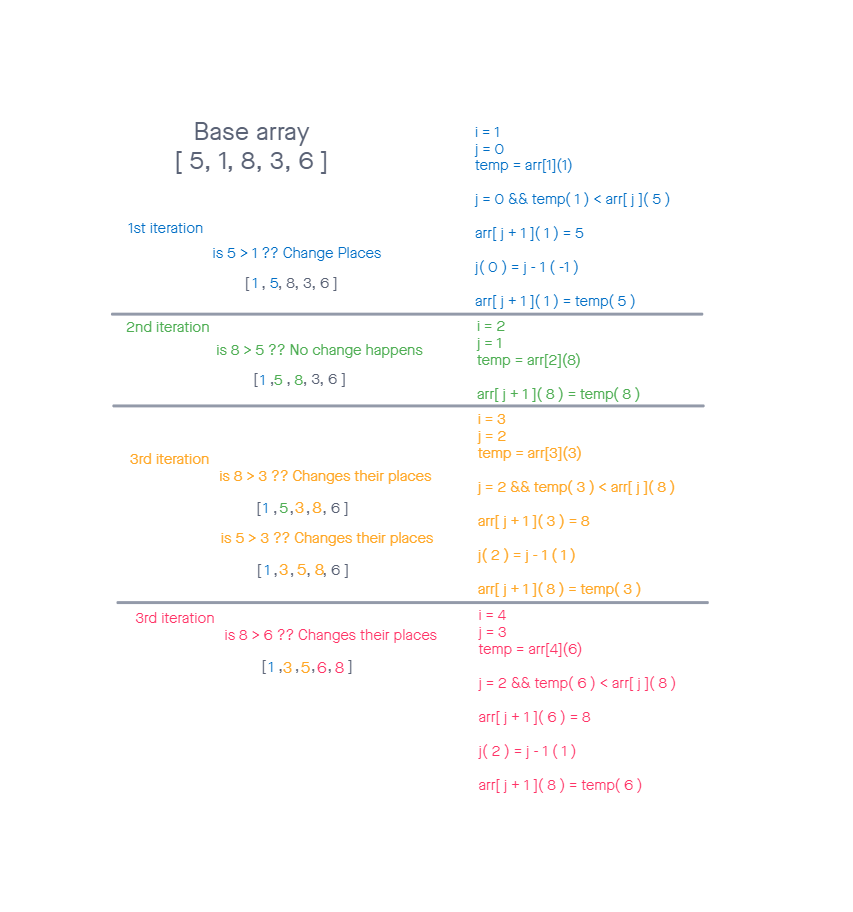 Base array
[ 5, 1, 8, 3, 6 ]
i = 1
j = 0
temp = arr[1](1)
j = 0 && temp( 1 ) < arr[ j ]( 5 )
1st iteration
arr[ j + 1 ]( 1 ) = 5
is 5 > 1 ?? Change Places
j( 0 ) = j - 1 ( -1 )
[ 1 , 5, 8, 3, 6 ]
arr[ j + 1 ]( 1 ) = temp( 5 )
2nd iteration
is 8 > 5 ?? No change happens
[ 1 ,5 , 8, 3, 6 ]
i = 2
j = 1
temp = arr[2](8)
arr[ j + 1 ]( 8 ) = temp( 8 )
3rd iteration
is 8 > 3 ?? Changes their places
[ 1 , 5,3, 8, 6 ]
is 5 > 3 ?? Changes their places
[ 1 ,3, 5, 8, 6 ]
i = 3
j = 2
temp = arr[3](3)
j = 2 && temp( 3 ) < arr[ j ]( 8 )
arr[ j + 1 ]( 3 ) = 8
j( 2 ) = j - 1 ( 1 )
arr[ j + 1 ]( 8 ) = temp( 3 )
3rd iteration
is 8 > 6 ?? Changes their places
[ 1 ,3 , 5,6, 8 ]
i = 4
j = 3
temp = arr[4](6)
j = 2 && temp( 6 ) < arr[ j ]( 8 )
arr[ j + 1 ]( 6 ) = 8
j( 2 ) = j - 1 ( 1 )
arr[ j + 1 ]( 8 ) = temp( 6 )